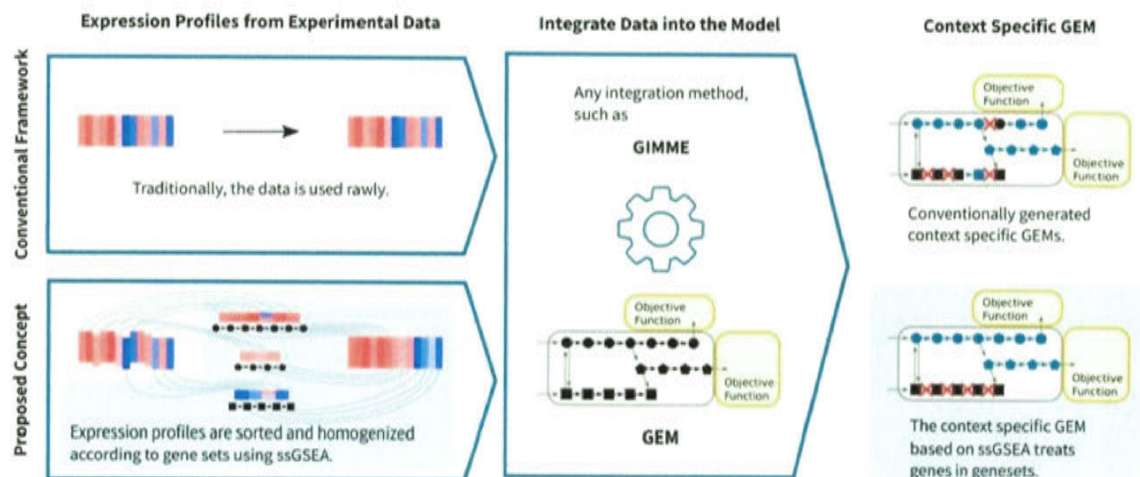 Expression Profiles from Experimental Data
Integrate Data into the Model
Context Specific GEM
Conventional Framework
Traditionally, the data is used rawly.
Any integration method,
such as
GIMME
Objective
Function
Objective
Function
Conventionally generated
context specific GEMs.
Proposed Concept
Expression profiles are sorted and homogenized
according to gene sets using ssGSEA.
Objective
Function
Objective
Function
GEM
Objective
Function
Objective
Function
The context specific GEM
based on ssGSEA treats
genes in genesets.